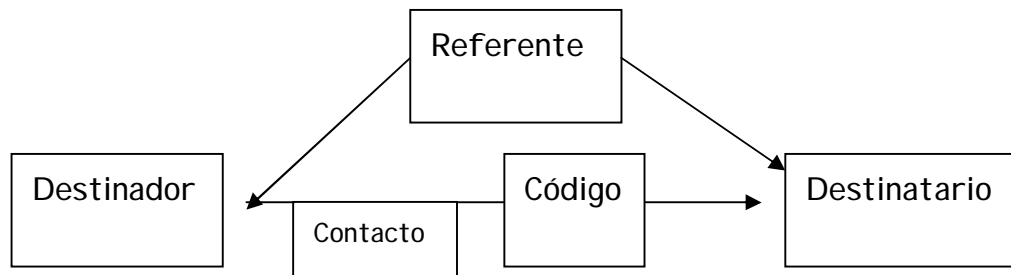 Referente
Destinador
Código
Destinatario
Contacto